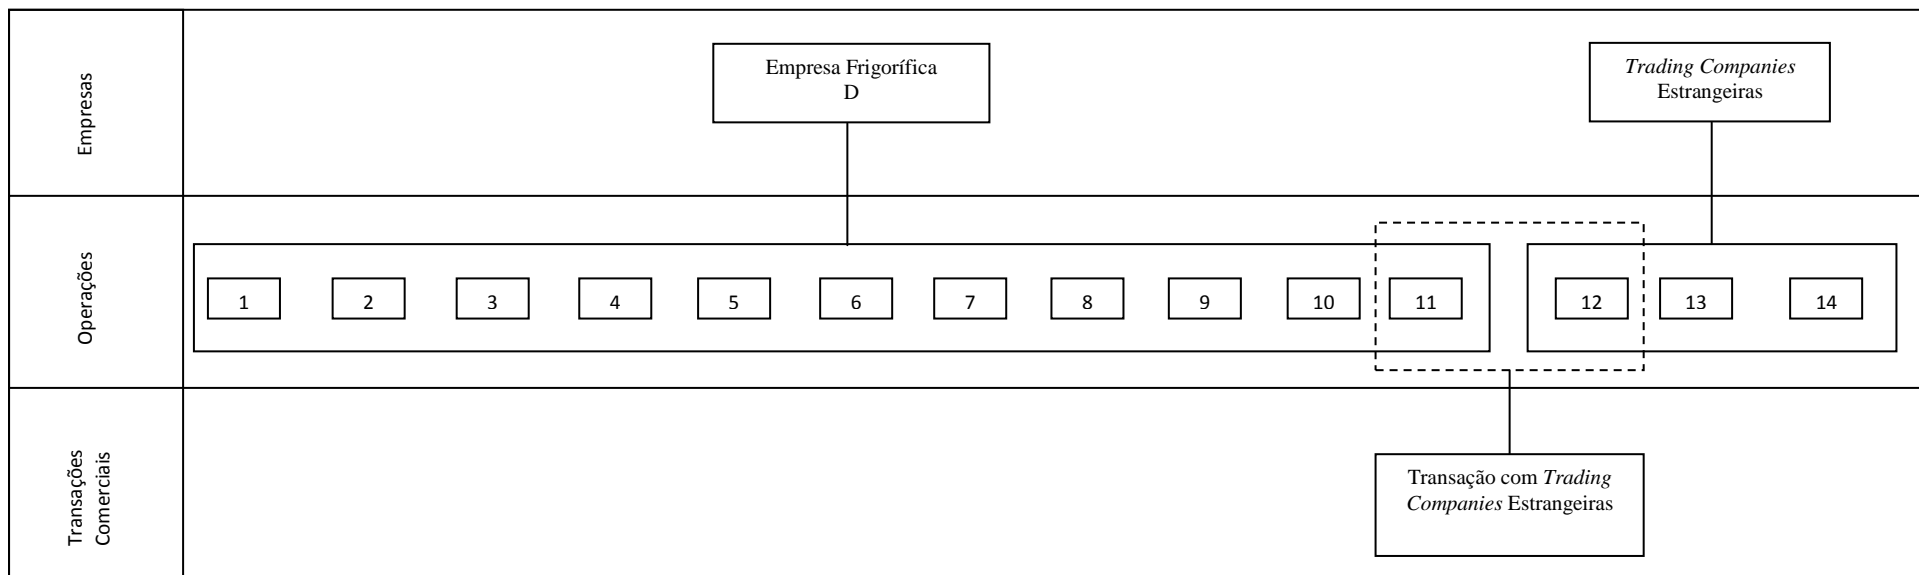 Empresas
Empresa Frigorífica
D
Trading Companies
Estrangeiras
Operações
1
2
3
4
5
6
7
8
9
10
11
12
13
14
Transações
Comerciais
Transação com Trading
Companies Estrangeiras